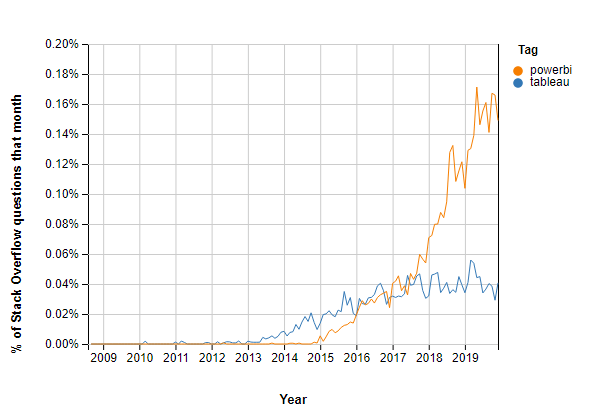 0.20%
0.18%
0.16%
0.14%
0.12%
0.10%
0.08%
0.06%
0.04%
0.02%
0.00%
% of Stack Overflow questions that month
2009 2010 2011 2012 2013 2014 2015 2016 2017 2018 2019
Year
Tag
powerbi
tableau